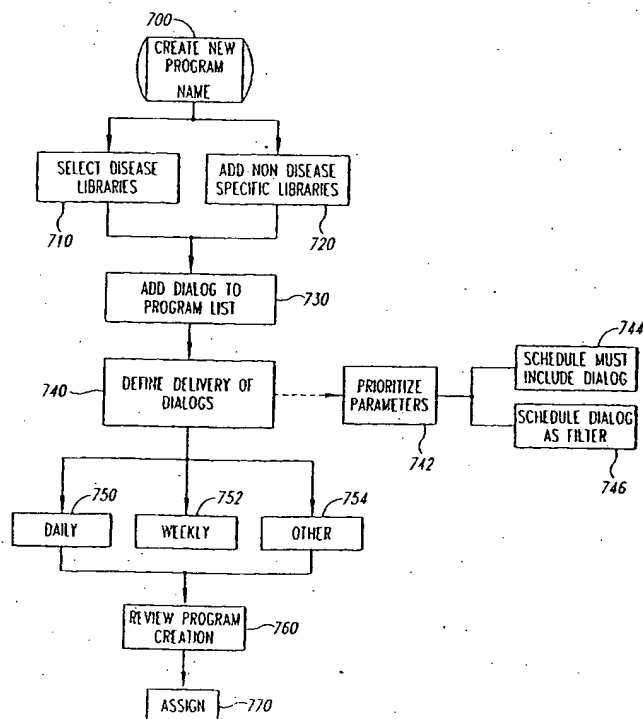 700
CREATE NEW
PROGRAM
NAME
SELECT DISEASE
LIBRARIES
710
ADD NON DISEASE
SPECIFIC LIBRARIES
720
ADD DIALOG TO
PROGRAM LIST
730
740
DEFINE DELIVERY OF
DIALOGS
PRIORITIZE
PARAMETERS
742
744
SCHEDULE MUST
INCLUDE DIALOG
SCHEDULE DIALOG
AS FILTER
746
750
DAILY
752
WEEKLY
754
OTHER
REVIEW PROGRAM
CREATION
760
ASSIGN
770